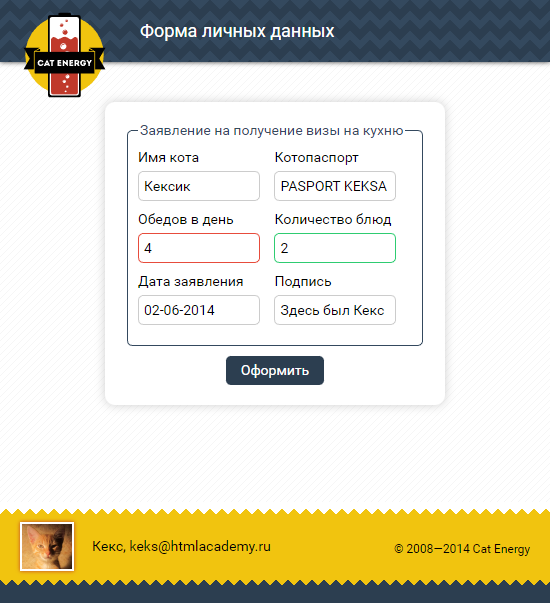 Форма личных данных
CAT ENERGY
Заявление на получение визы на кухню
Имя кота Котопаспорт
Кексик PASPORT KEKSA
Обедов в день Количество блюд
4 2
Дата заявления Подпись
02-06-2014 Здесь был Кекс
Оформить
Кекс, keks@htmlacademy.ru
© 2008—2014 Cat Energy